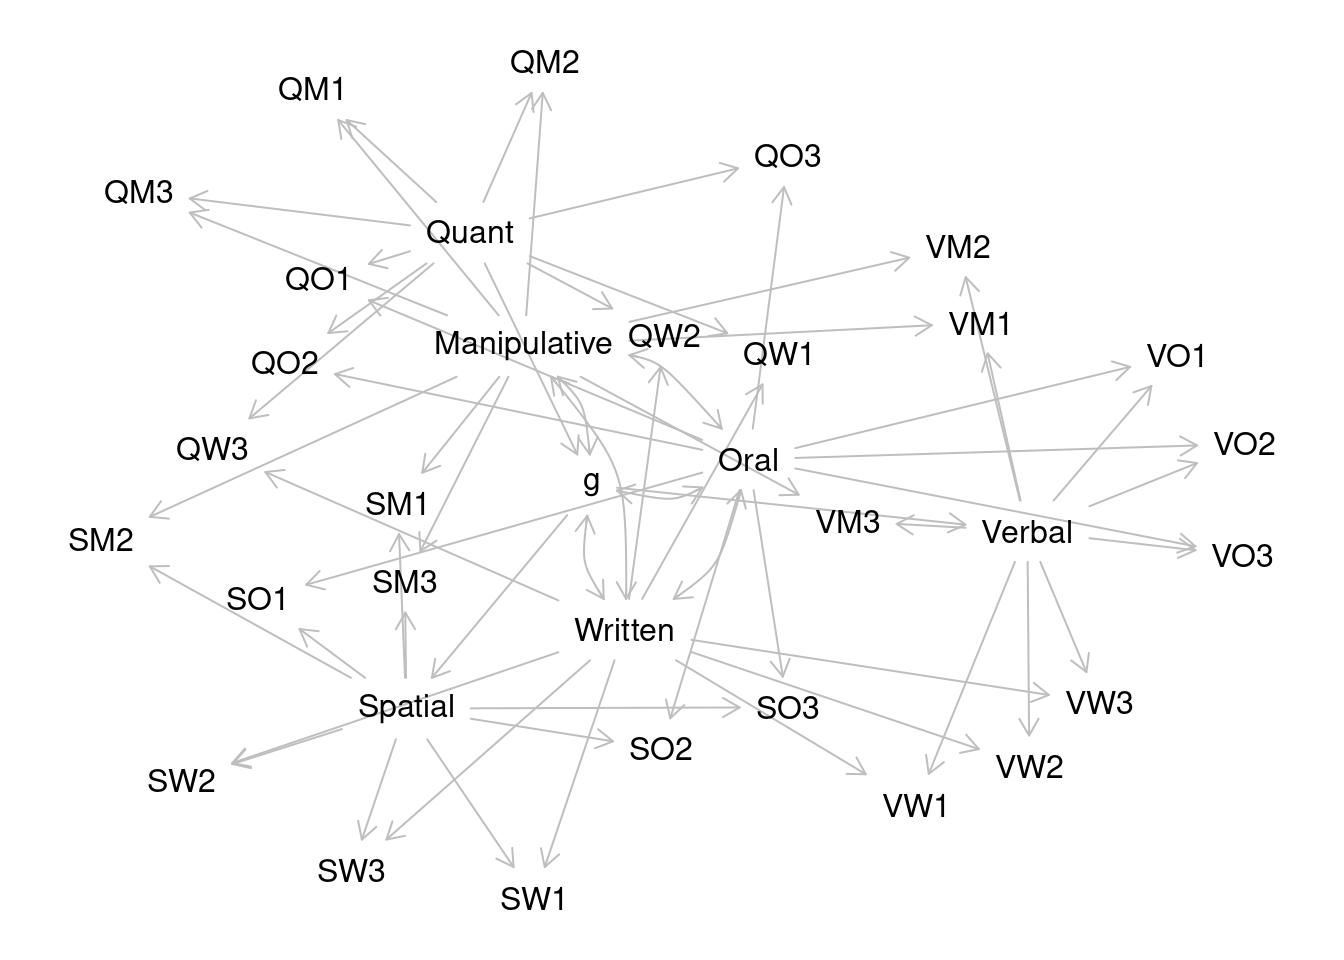 QM2
QM1
QO3
QM3
Quant
VM2
QO1
VM1
QW2
Manipulative
QW1
VO1
QO2
VO2
QW3
Oral
g
SM1
VM3
Verbal
SM2
VO3
SM3
SO1
Written
VW3
Spatial
SO3
SO2
VW2
SW2
VW1
SW3
SW1